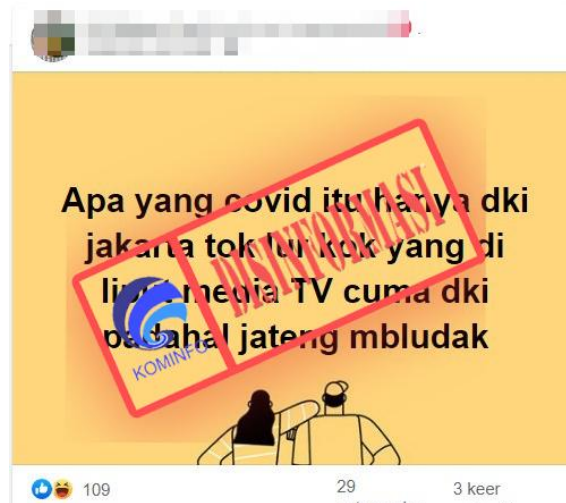 Apa yang covid itu hanya dki
jakarta tok lur kok yang di
liput media TV cuma dki
padahal jateng mbludak
DISINFORMASI
KOMINFO
109
29
3 keer